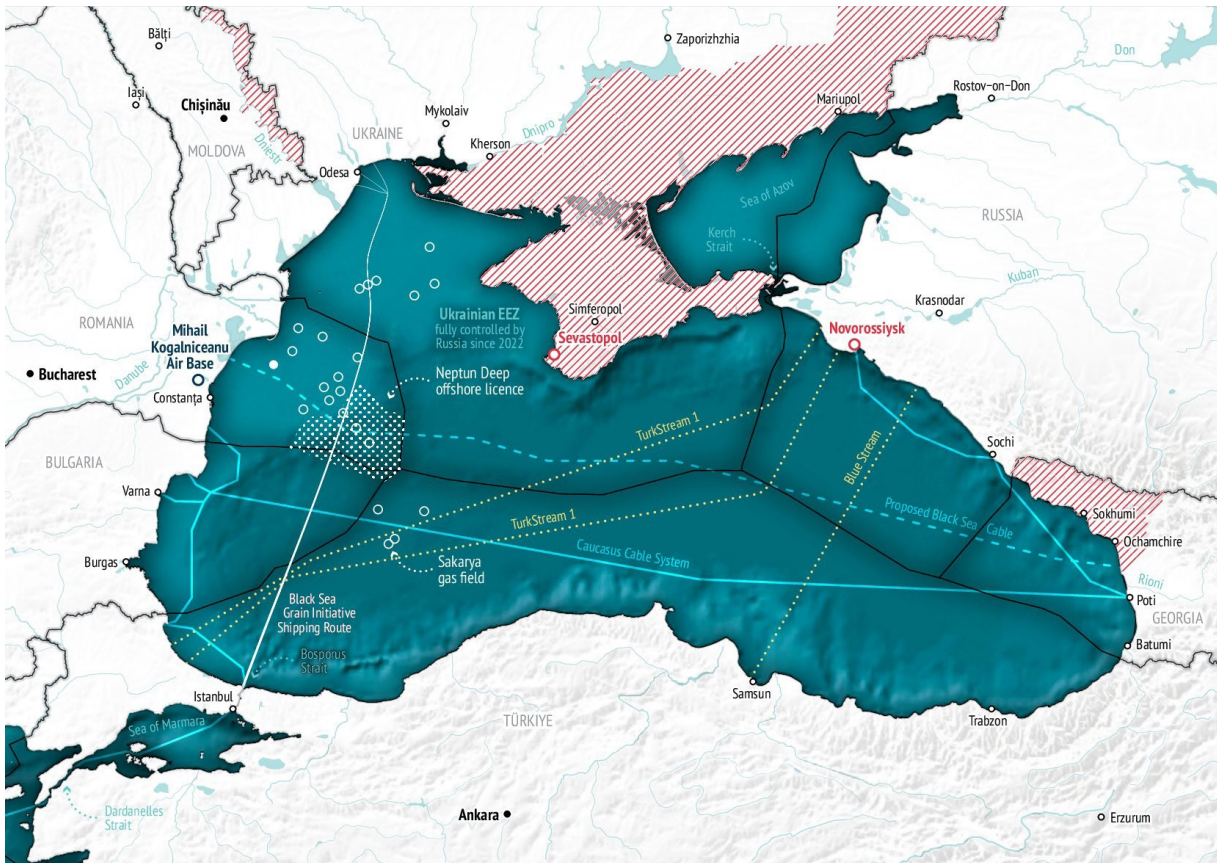 Bălți
Zaporizhzhia
Don
Iași
Chișinău
Rostov-on-Don
Mykolaiv
Mariupol
UKRAINE
Dnipro
Kherson
Dniestr
MOLDOVA
Odesa
Sea of Azov
RUSSIA
Kerch
Strait
Kuban
Krasnodar
ROMANIA
Simferopol
Ukrainian EEZ
fully controlled by
Russia since 2022
Sevastopol
Novorossiysk
Mihail
Kogalniceanu
Air Base
Bucharest
Danube
Constanța
Neptun Deep
offshore licence
TurkStream 1
Blue Stream
Sochi
BULGARIA
Varna
TurkStream 1
Proposed Black Sea Cable
Sokhumi
Ochamchire
Caucasus Cable System
Burgas
Sakarya
gas field
Rioni
Poti
Black Sea
Grain Initiative
Shipping Route
GEORGIA
Batumi
Bosporus
Strait
Istanbul
Samsun
Trabzon
Sea of Marmara
TÜRKIYE
Dardanelles
Strait
Ankara
Erzurum